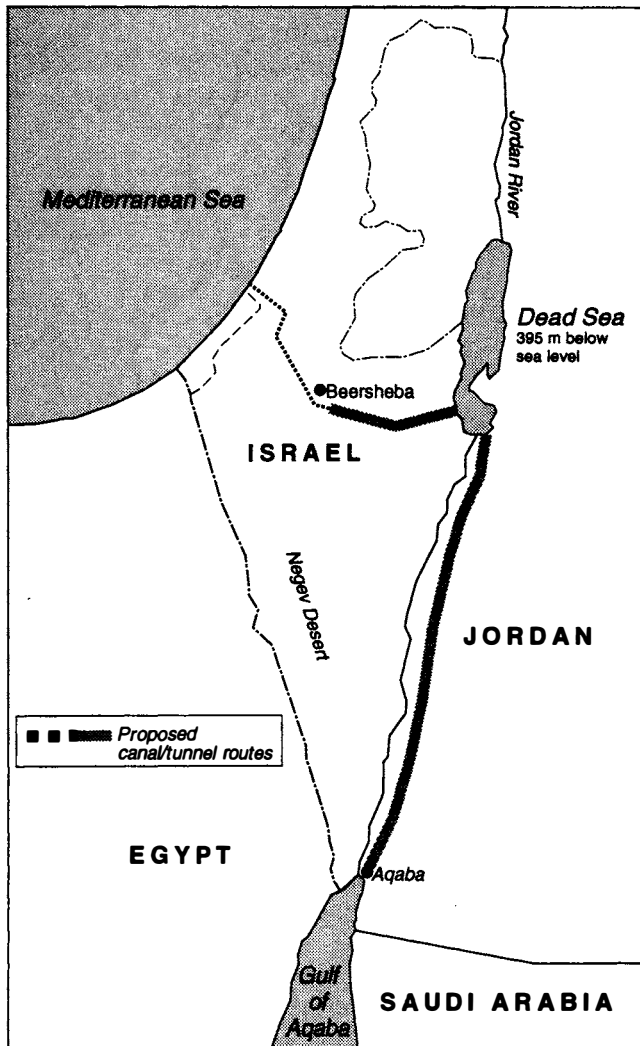 Mediterranean Sea
Jordan River
Dead Sea
395 m below
sea level
Beersheba
ISRAEL
Negev Desert
JORDAN
Proposed
canal/tunnel routes
EGYPT
Aqaba
Gulf
of
Aqaba
SAUDI ARABIA